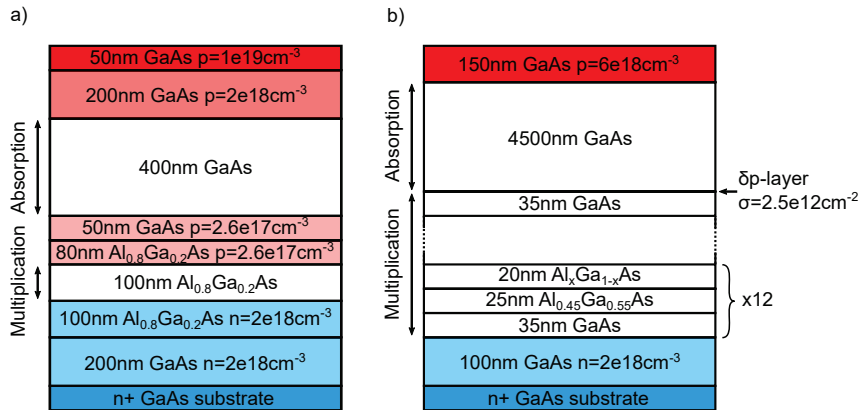 a)
50nm GaAs p=1e19cm⁻³
200nm GaAs p=2e18cm⁻³
Absorption
400nm GaAs
50nm GaAs p=2.6e17cm⁻³
80nm Al₀.₈Ga₀.₂As p=2.6e17cm⁻³
Multiplication
100nm Al₀.₈Ga₀.₂As
100nm Al₀.₈Ga₀.₂As n=2e18cm⁻³
200nm GaAs n=2e18cm⁻³
n+ GaAs substrate
b)
150nm GaAs p=6e18cm⁻³
Absorption
4500nm GaAs
δp-layer
σ=2.5e12cm⁻²
35nm GaAs
Multiplication
20nm AlₓGa₁₋ₓAs
25nm Al₀.₄₅Ga₀.₅₅As
x12
35nm GaAs
100nm GaAs n=2e18cm⁻³
n+ GaAs substrate